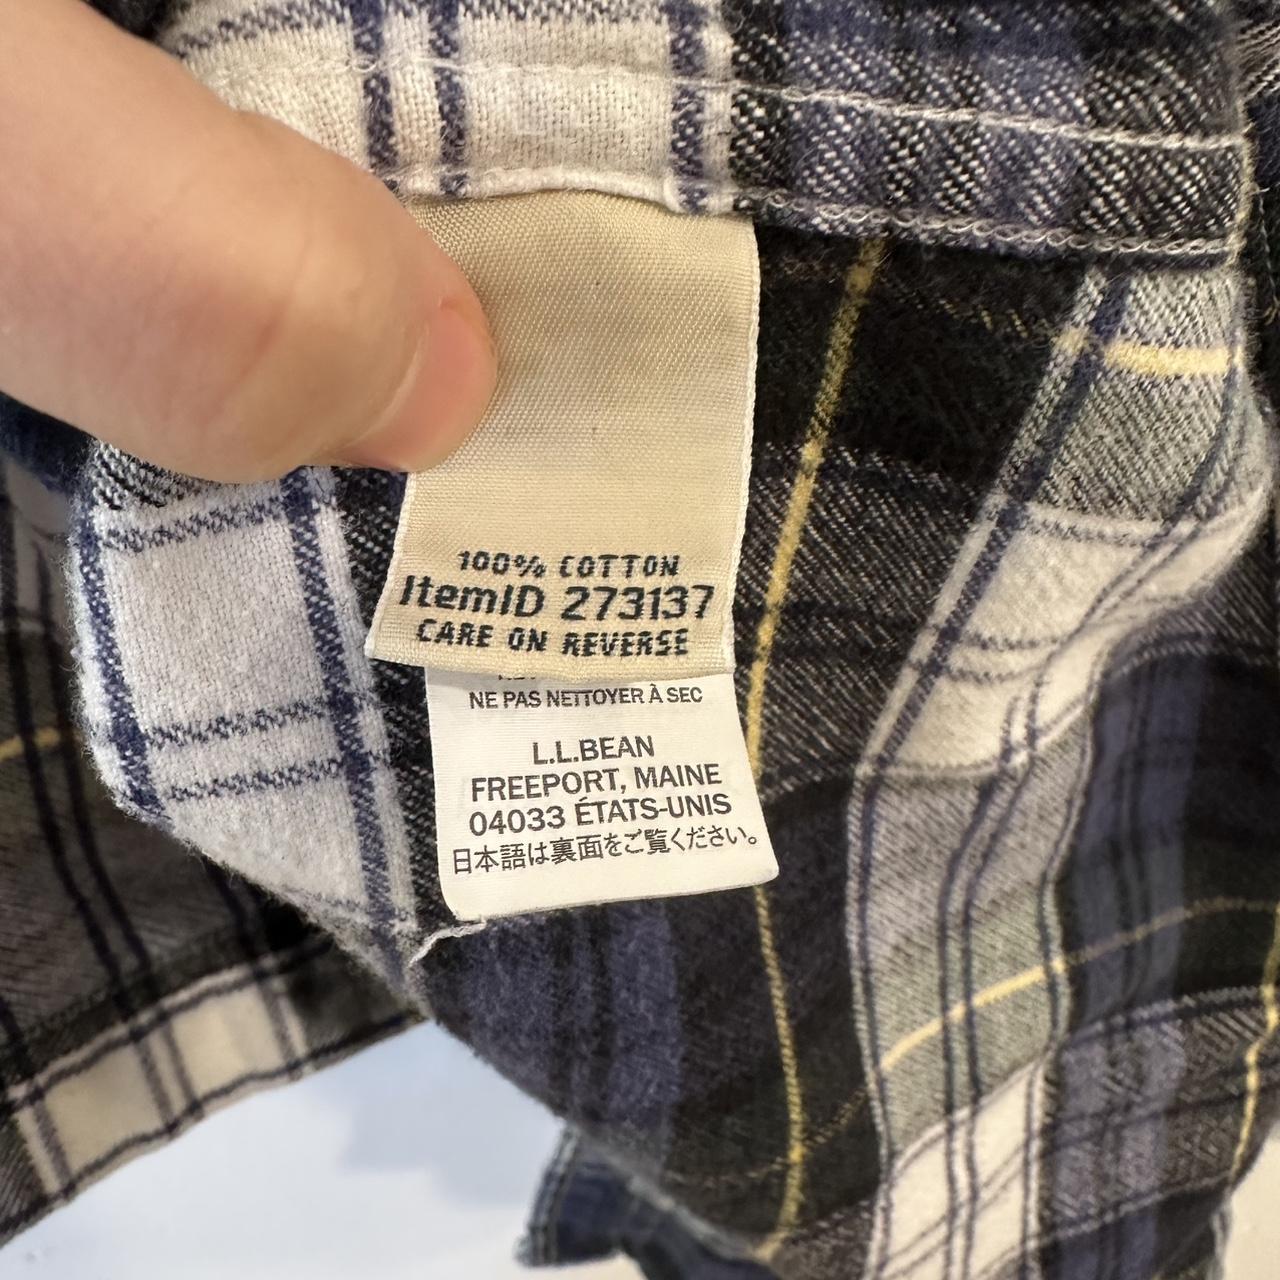 100% COTTON
ItemID 273137
CARE ON REVERSE
NE PAS NETTOYER À SEC
L.L.BEAN
FREEPORT, MAINE
04033 ÉTATS-UNIS
日本語は裏面をご覧ください。